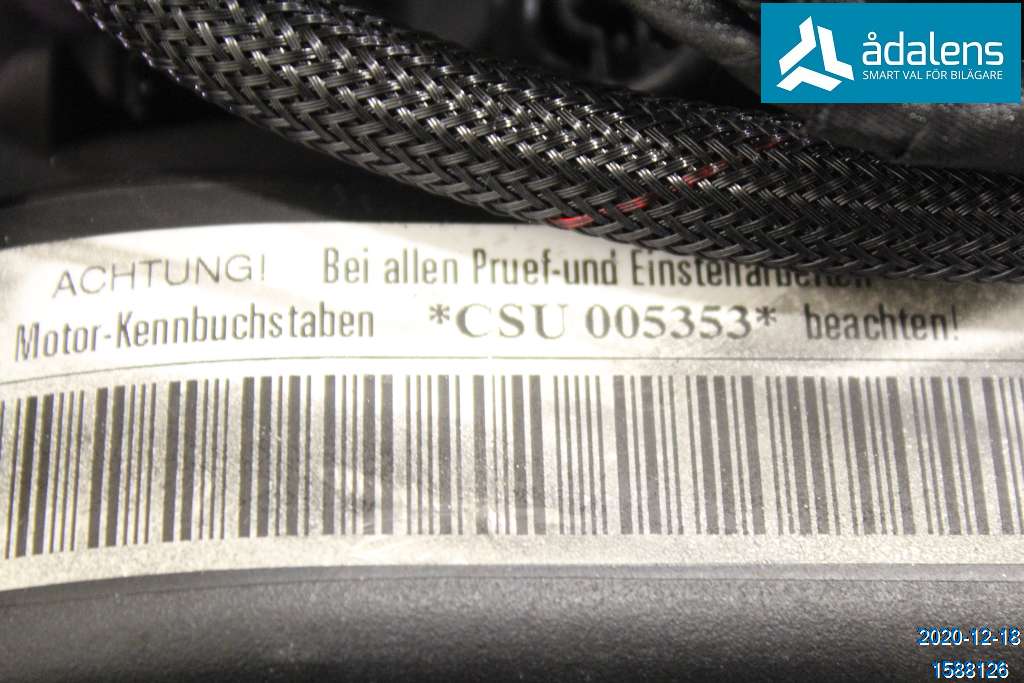 ådalens
SMART VAL FÖR BILÄGARE
ACHTUNG! Bei allen Pruef-und Einstellarbeiten
Motor-Kennbuchstaben *CSU 005353* beachten!
2020-12-18
1588126